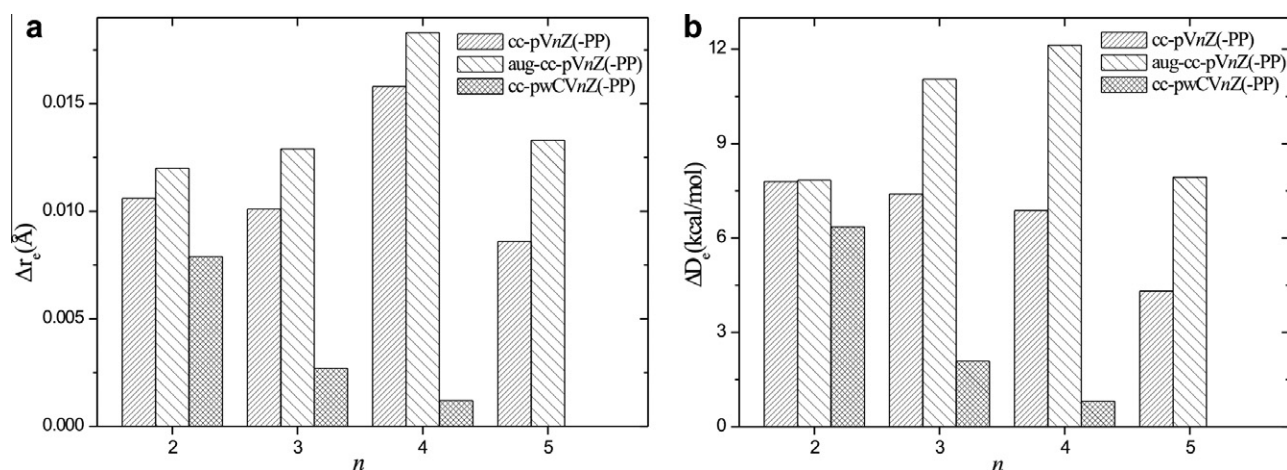 a
cc-pVnZ(-PP)
aug-cc-pVnZ(-PP)
cc-pwCVnZ(-PP)
0.015
0.010
0.005
0.000
Δrₑ(Å)
2 3 4 5
n
b
cc-pVnZ(-PP)
aug-cc-pVnZ(-PP)
cc-pwCVnZ(-PP)
12
9
6
3
0
ΔDₑ(kcal/mol)
2 3 4 5
n